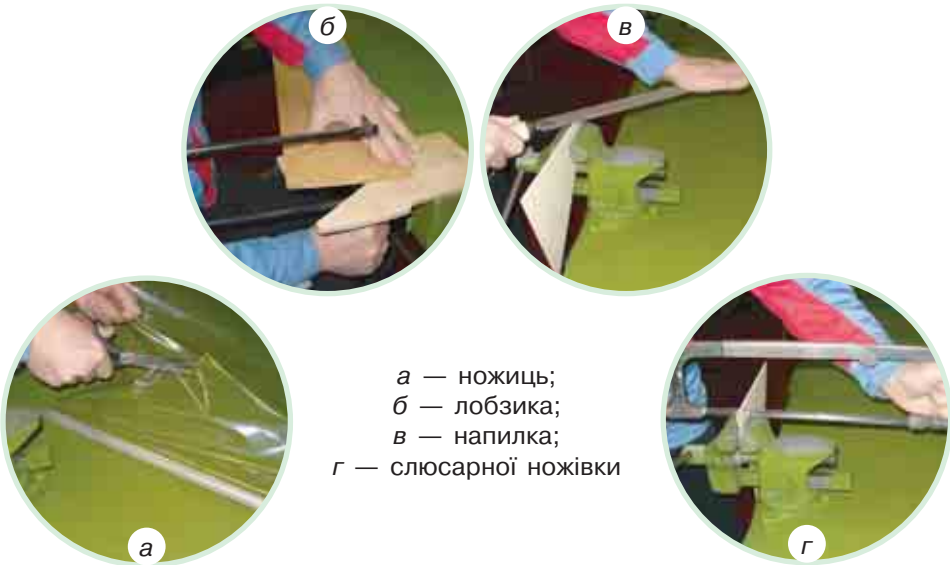 б
в
а — ножиць;
б — лобзика;
в — напилка;
г — слюсарної ножівки
а
г